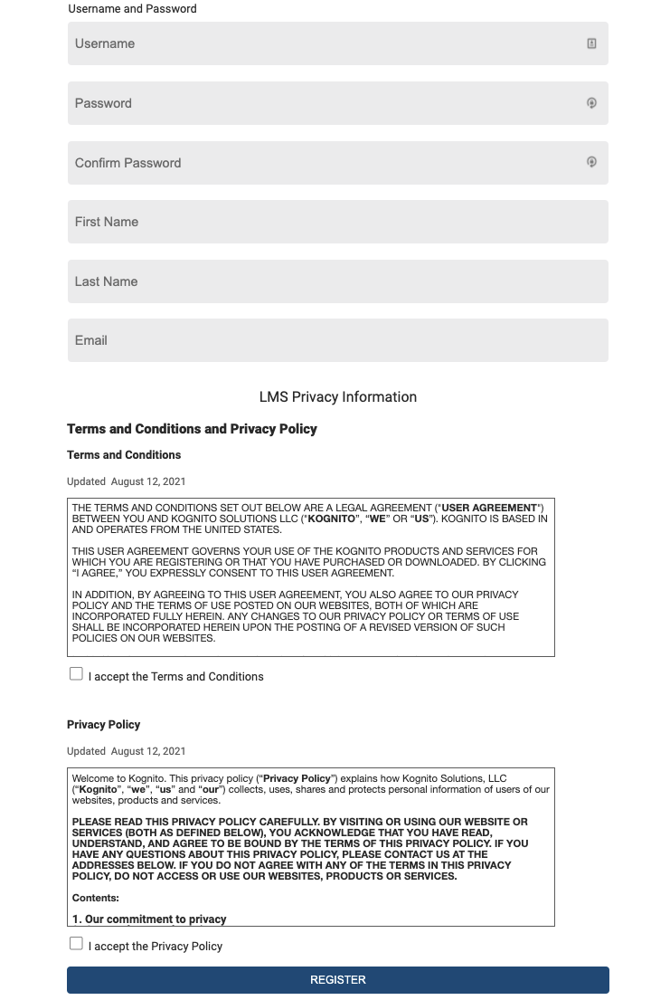 Username and Password
Username
Password
Confirm Password
First Name
Last Name
Email
LMS Privacy Information
Terms and Conditions and Privacy Policy
Terms and Conditions
Updated August 12, 2021
THE TERMS AND CONDITIONS SET OUT BELOW ARE A LEGAL AGREEMENT ("USER AGREEMENT")
BETWEEN YOU AND KOGNITO SOLUTIONS LLC ("KOGNITO", “WE” OR “US”). KOGNITO IS BASED IN
AND OPERATES FROM THE UNITED STATES.
THIS USER AGREEMENT GOVERNS YOUR USE OF THE KOGNITO PRODUCTS AND SERVICES FOR
WHICH YOU ARE REGISTERING OR THAT YOU HAVE PURCHASED OR DOWNLOADED. BY CLICKING
“I AGREE,” YOU EXPRESSLY CONSENT TO THIS USER AGREEMENT.
IN ADDITION, BY AGREEING TO THIS USER AGREEMENT, YOU ALSO AGREE TO OUR PRIVACY
POLICY AND THE TERMS OF USE POSTED ON OUR WEBSITES, BOTH OF WHICH ARE
INCORPORATED FULLY HEREIN. ANY CHANGES TO OUR PRIVACY POLICY OR TERMS OF USE
SHALL BE INCORPORATED HEREIN UPON THE POSTING OF A REVISED VERSION OF SUCH
POLICIES ON OUR WEBSITES.
I accept the Terms and Conditions
Privacy Policy
Updated August 12, 2021
Welcome to Kognito. This privacy policy (“Privacy Policy”) explains how Kognito Solutions, LLC
(“Kognito”, “we”, “us” and “our”) collects, uses, shares and protects personal information of users of our
websites, products and services.
PLEASE READ THIS PRIVACY POLICY CAREFULLY. BY VISITING OR USING OUR WEBSITE OR
SERVICES (BOTH AS DEFINED BELOW), YOU ACKNOWLEDGE THAT YOU HAVE READ,
UNDERSTAND, AND AGREE TO BE BOUND BY THE TERMS OF THIS PRIVACY POLICY. IF YOU
HAVE ANY QUESTIONS ABOUT THIS PRIVACY POLICY, PLEASE CONTACT US AT THE
ADDRESSES BELOW. IF YOU DO NOT AGREE WITH ANY OF THE TERMS IN THIS PRIVACY
POLICY, DO NOT ACCESS OR USE OUR WEBSITES, PRODUCTS OR SERVICES.
Contents:
1. Our commitment to privacy
I accept the Privacy Policy
REGISTER